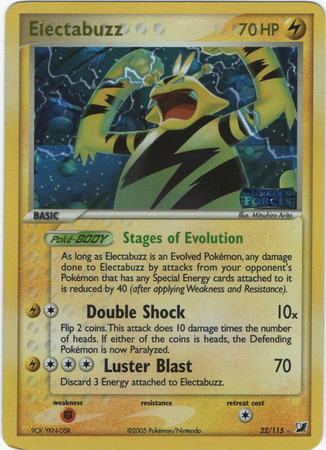 Electabuzz 70 HP
UNSEEN
FORCES
BASIC Illus. Mitsuhiro Arita
Poké-BODY Stages of Evolution
As long as Electabuzz is an Evolved Pokémon, any damage
done to Electabuzz by attacks from your opponent's
Pokémon that has any Special Energy cards attached to it
is reduced by 40 (after applying Weakness and Resistance).
Double Shock 10x
Flip 2 coins. This attack does 10 damage times the number
of heads. If either of the coins is heads, the Defending
Pokémon is now Paralyzed.
Luster Blast 70
Discard 3 Energy attached to Electabuzz.
weakness resistance retreat cost
9CK-YKN-D5R ©2005 Pokémon/Nintendo 22/115